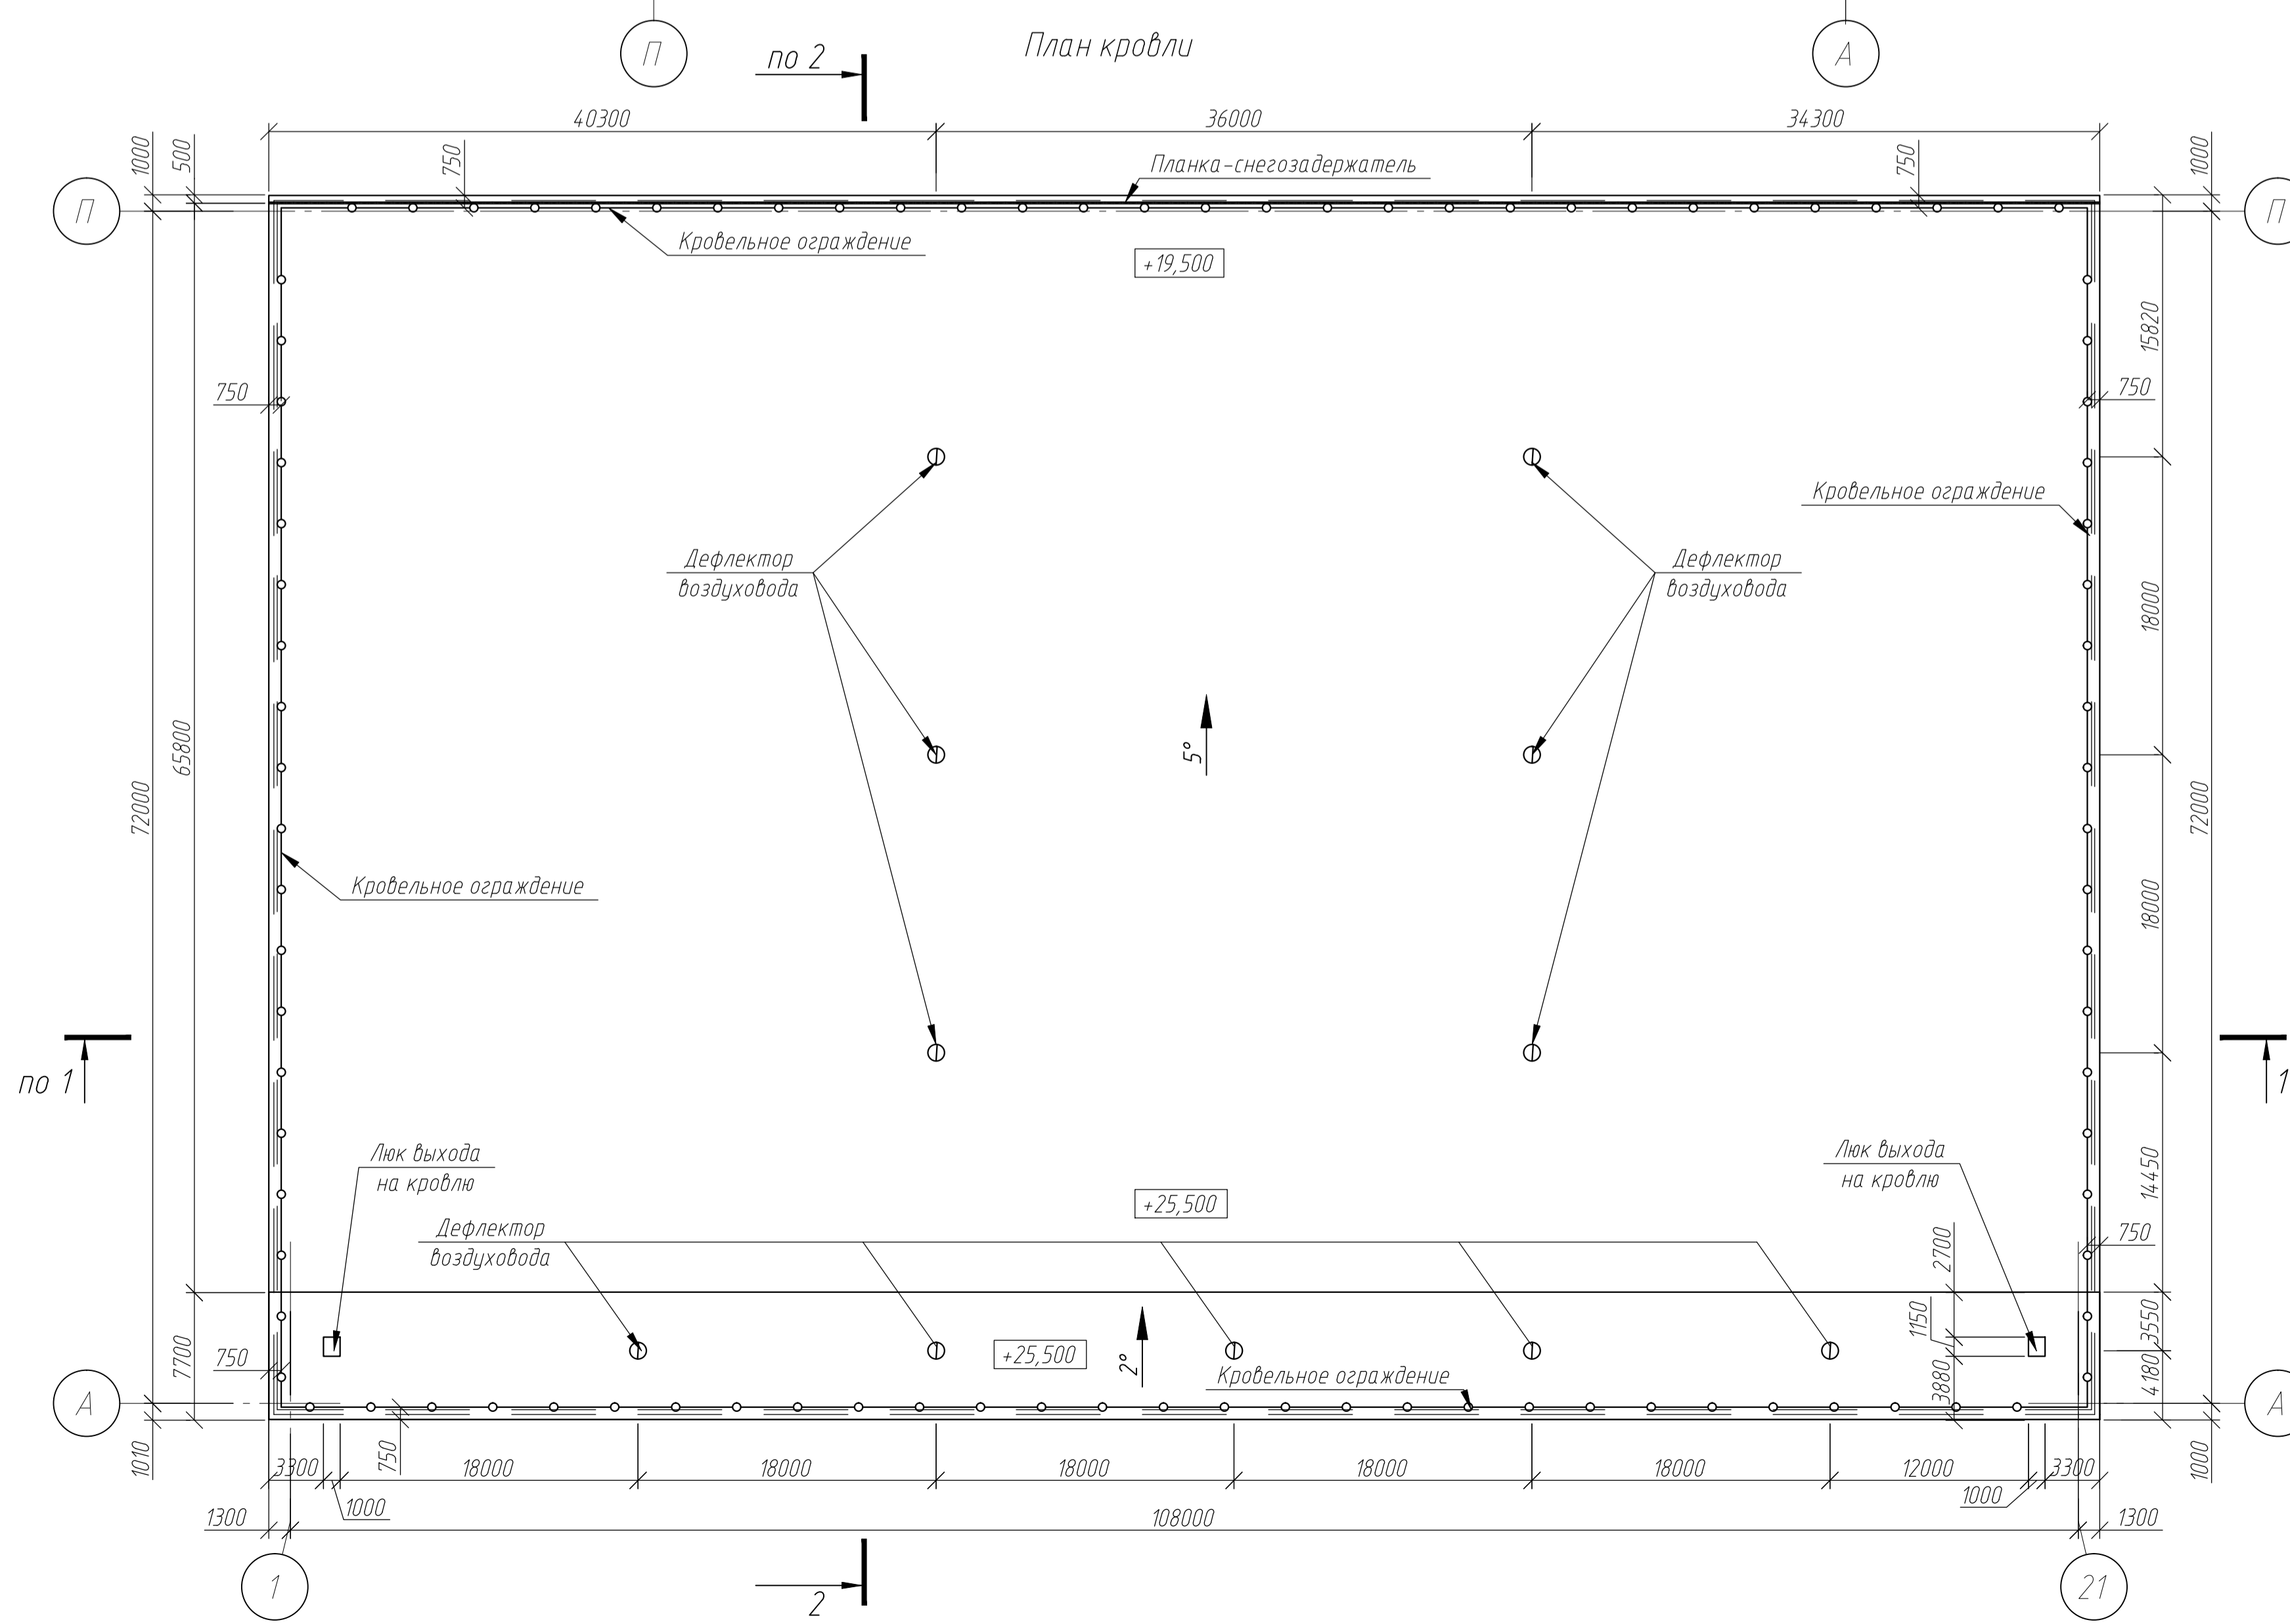 План кровли
П
А
по 2
40300
36000
34300
1000
500
750
750
1000
Планка-снегозадержатель
П
П
Кровельное ограждение
+19,500
15820
750
750
Кровельное ограждение
Дефлектор
воздуховода
Дефлектор
воздуховода
18000
65800
72000
5°
72000
Кровельное ограждение
18000
по 1
1
Люк выхода
на кровлю
Люк выхода
на кровлю
14450
+25,500
Дефлектор
воздуховода
2700
750
1150
3550
7700
750
+25,500
2°
Кровельное ограждение
3880
4180
А
А
1010
750
1000
3300
18000
18000
18000
18000
18000
12000
3300
1000
1000
1300
108000
1300
1
2
21